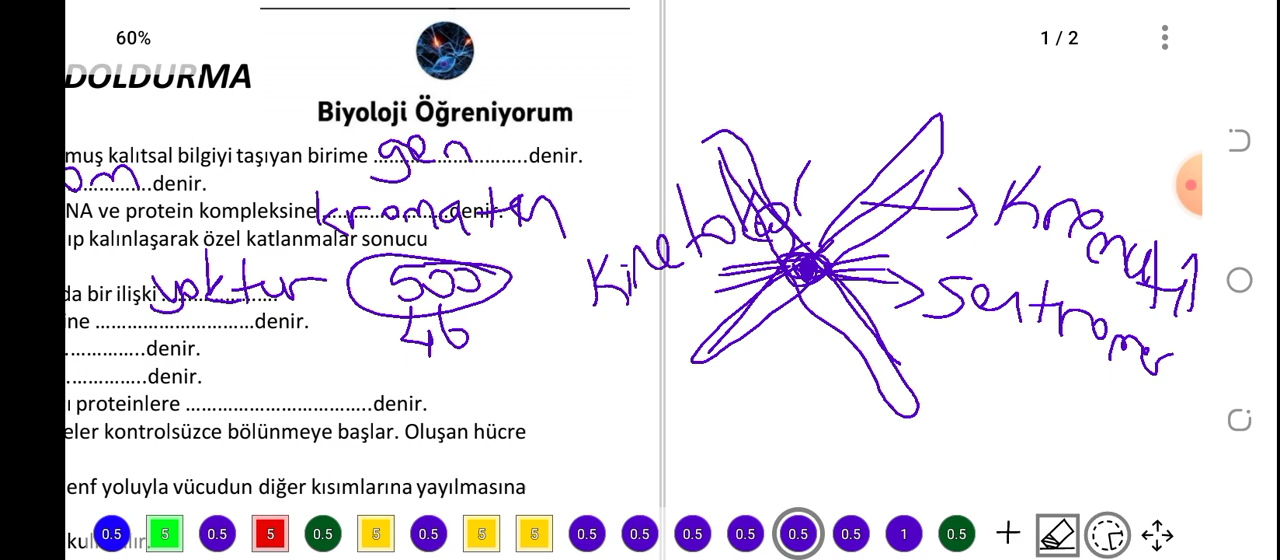 60%
1 / 2
DOLDURMA
Biyoloji Öğreniyorum
muş kalıtsal bilgiyi taşıyan birime gen denir.
om denir.
NA ve protein kompleksine kromatin denir.
ıp kalınlaşarak özel katlanmalar sonucu
da bir ilişki yoktur 500
46
ine ................................denir.
................denir.
................denir.
ı proteinlere ....................................denir.
eler kontrolsüzce bölünmeye başlar. Oluşan hücre
enf yoluyla vücudun diğer kısımlarına yayılmasına
Kromatit
Sentromer
0.5 5 0.5 5 0.5 5 0.5 5 5 0.5 0.5 0.5 0.5 0.5 0.5 1 0.5